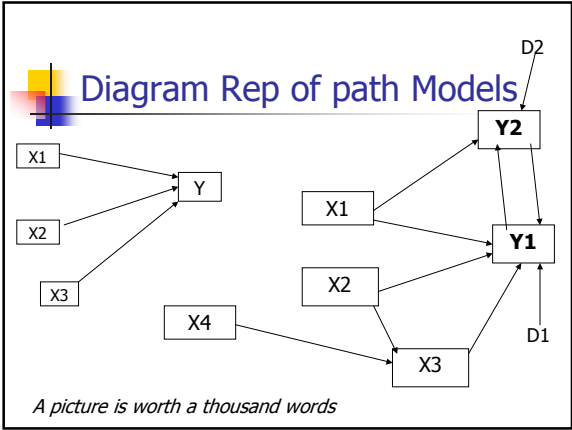 D2
Diagram Rep of path Models
Y2
X1
Y
X1
X2
Y1
X2
X3
X4
D1
X3
A picture is worth a thousand words